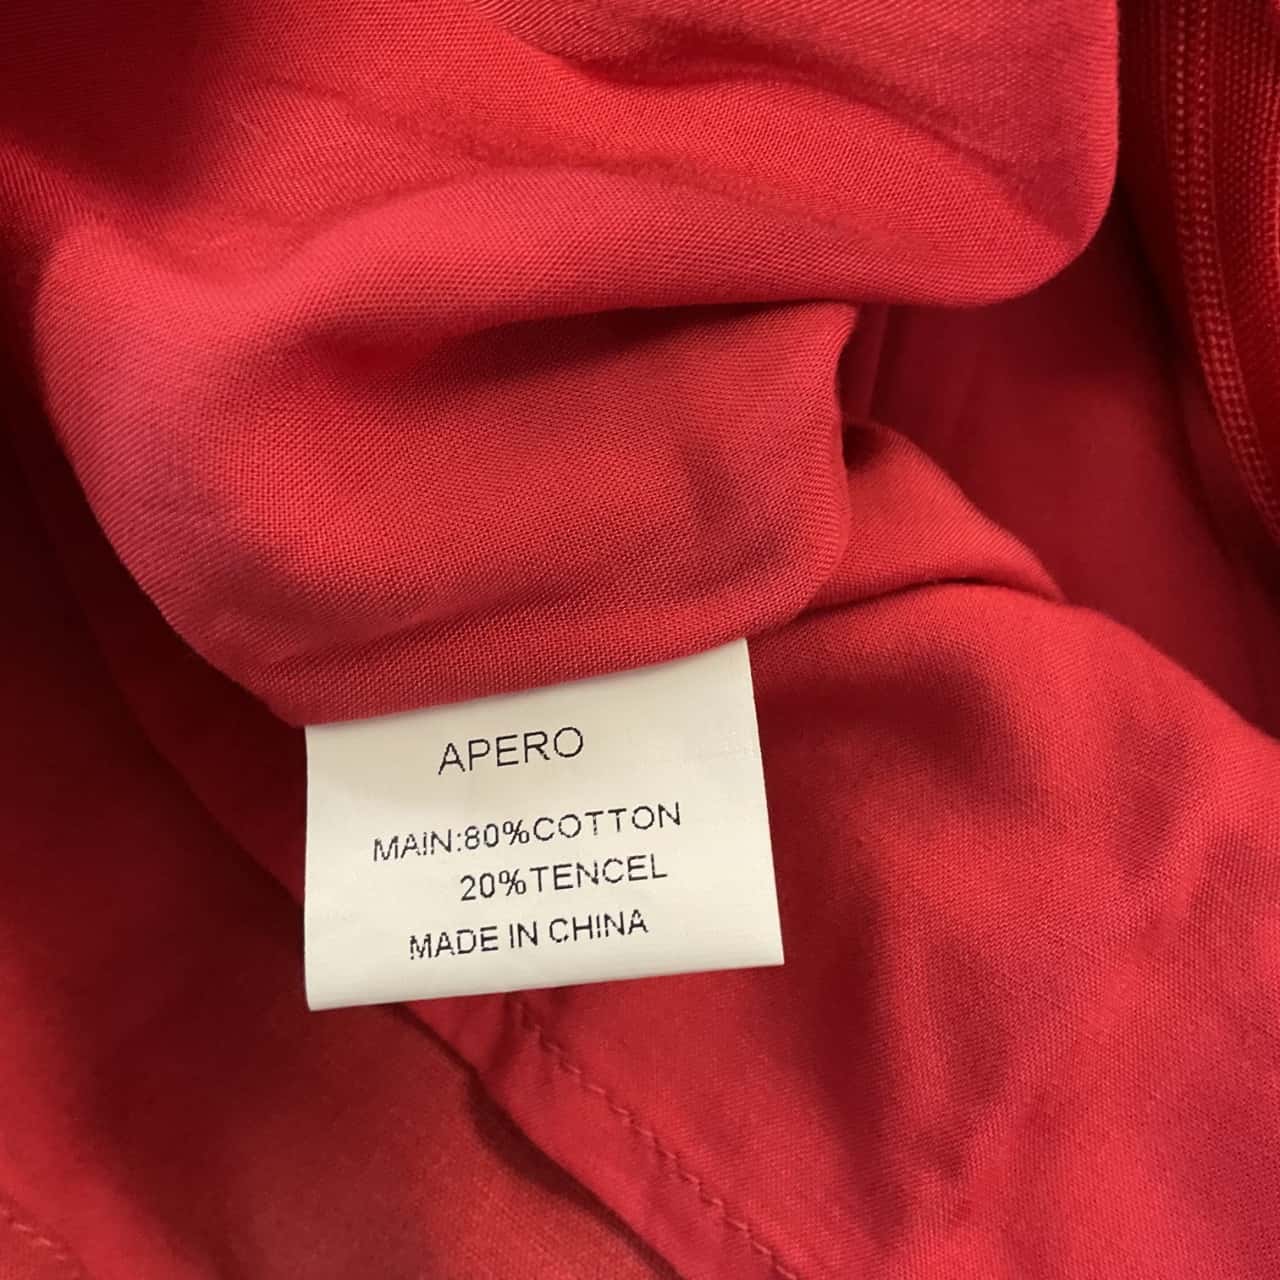 APERO
MAIN:80%COTTON
20%TENCEL
MADE IN CHINA